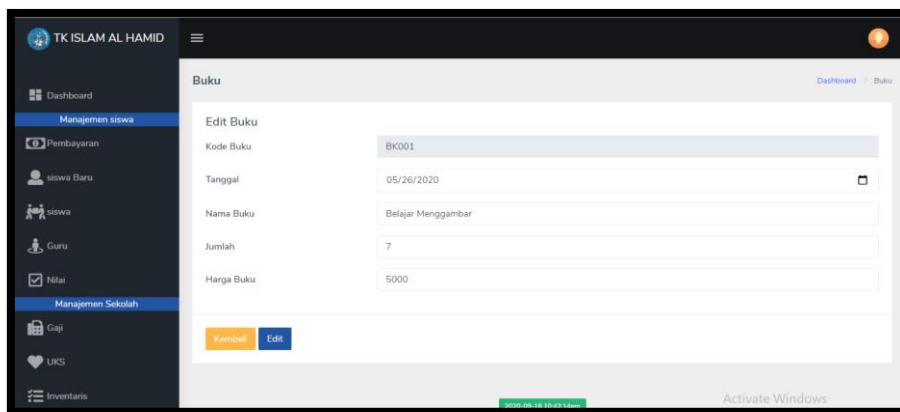 TK ISLAM AL HAMID
Buku
Dashboard / Buku
Dashboard
Manajemen siswa
Pembayaran
siswa Baru
siswa
Guru
Nilai
Manajemen Sekolah
Gaji
UKS
Inventaris
Edit Buku
Kode Buku BK001
Tanggal 05/26/2020
Nama Buku Belajar Menggambar
Jumlah 7
Harga Buku 5000
Kembali Edit
Activate Windows